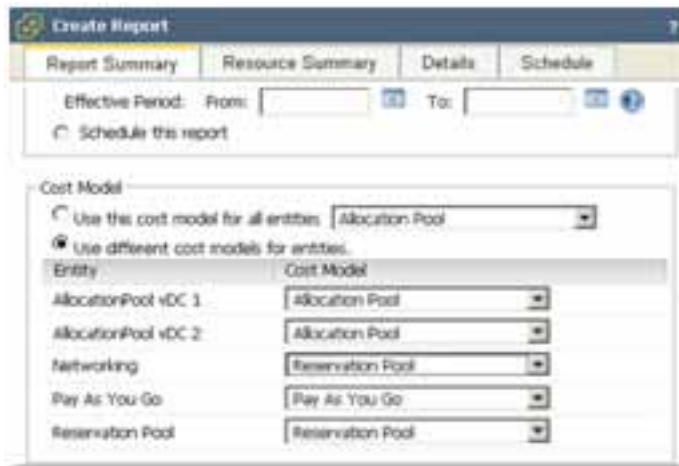 Create Report ?
Report Summary Resource Summary Details Schedule
Effective Period: From: To: ?
Schedule this report
Cost Model
Use this cost model for all entities Allocation Pool
Use different cost models for entities.
Entity Cost Model
AllocationPool vDC 1 Allocation Pool
AllocationPool vDC 2 Allocation Pool
Networking Reservation Pool
Pay As You Go Pay As You Go
Reservation Pool Reservation Pool